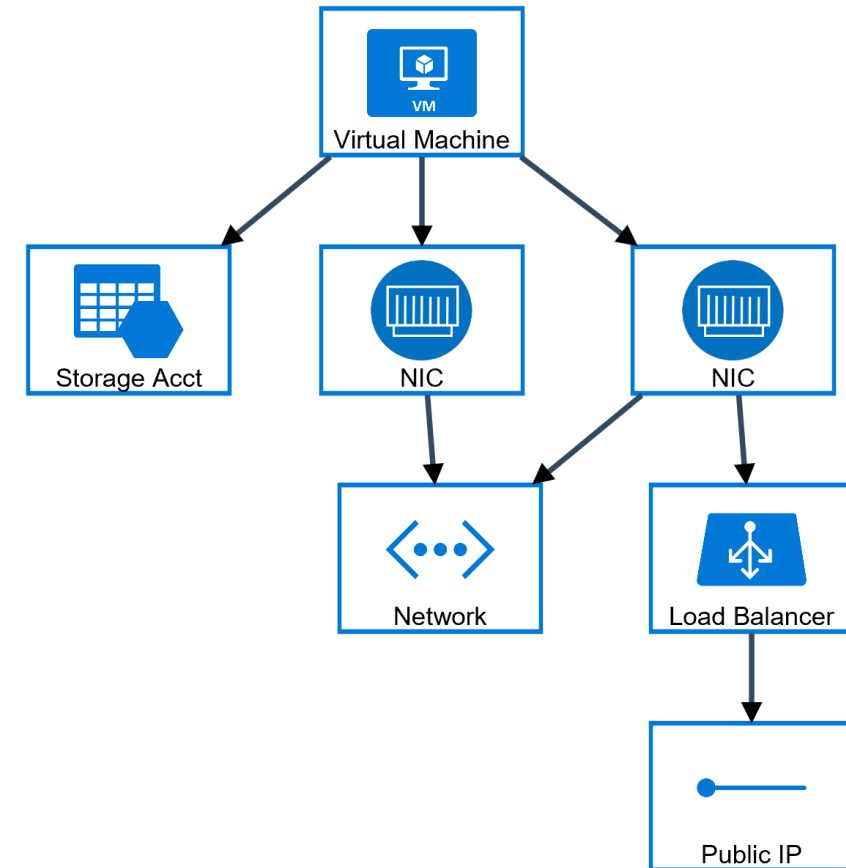 VM
Virtual Machine
Storage Acct
NIC
NIC
Network
Load Balancer
Public IP